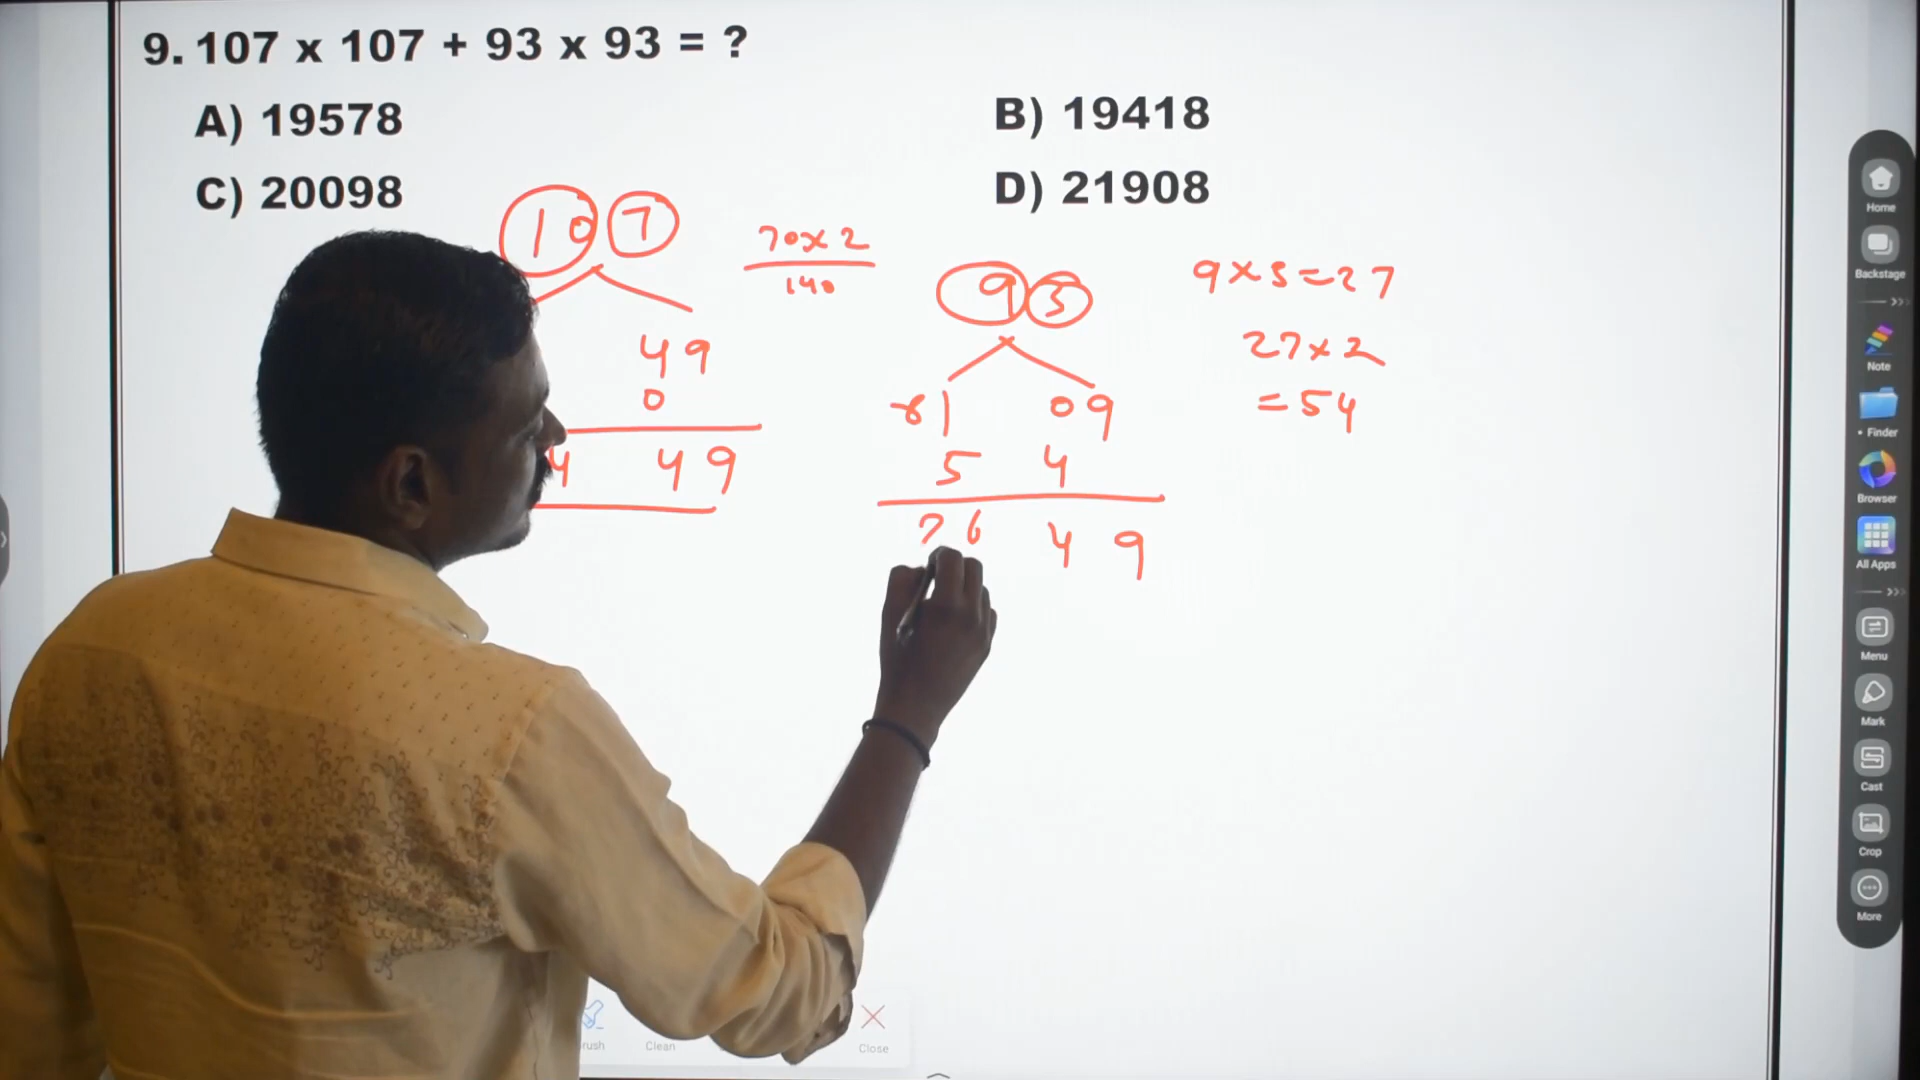 9. 107 x 107 + 93 x 93 = ?
A) 19578
B) 19418
C) 20098
D) 21908
107
70x2
140
49
0
4 49
93
81 09
5 4
76 49
9x3=27
27x2
=54
Home
Backstage
Note
Finder
Browser
All Apps
Menu
Mark
Cast
Crop
More
Clean
Close